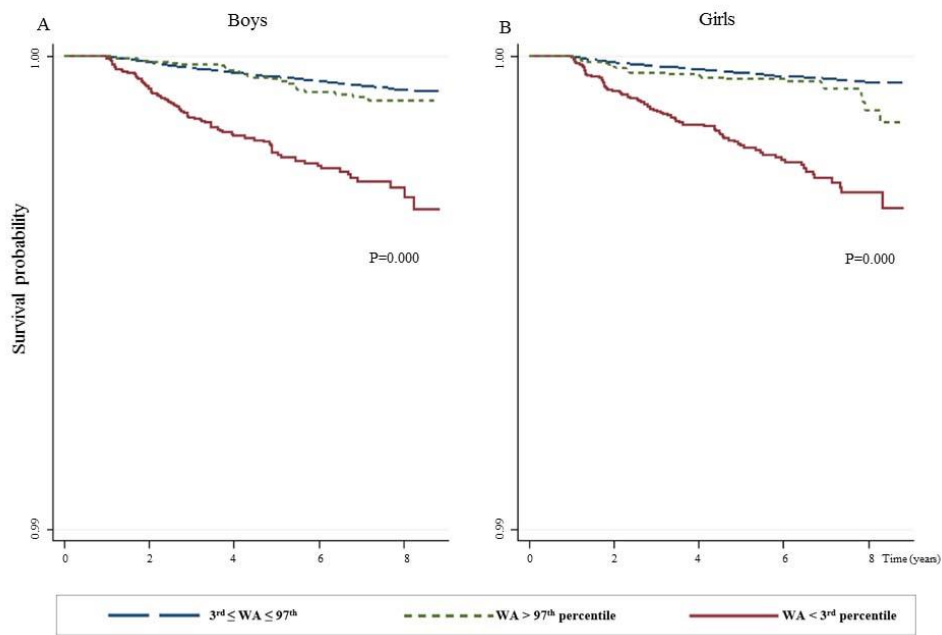 A
Boys
B
Girls
Survival probability
1.00
0.99
0 2 4 6 8
P=0.000
1.00
0.99
0 2 4 6 8 Time (years)
P=0.000
3rd ≤ WA ≤ 97th
WA > 97th percentile
WA < 3rd percentile